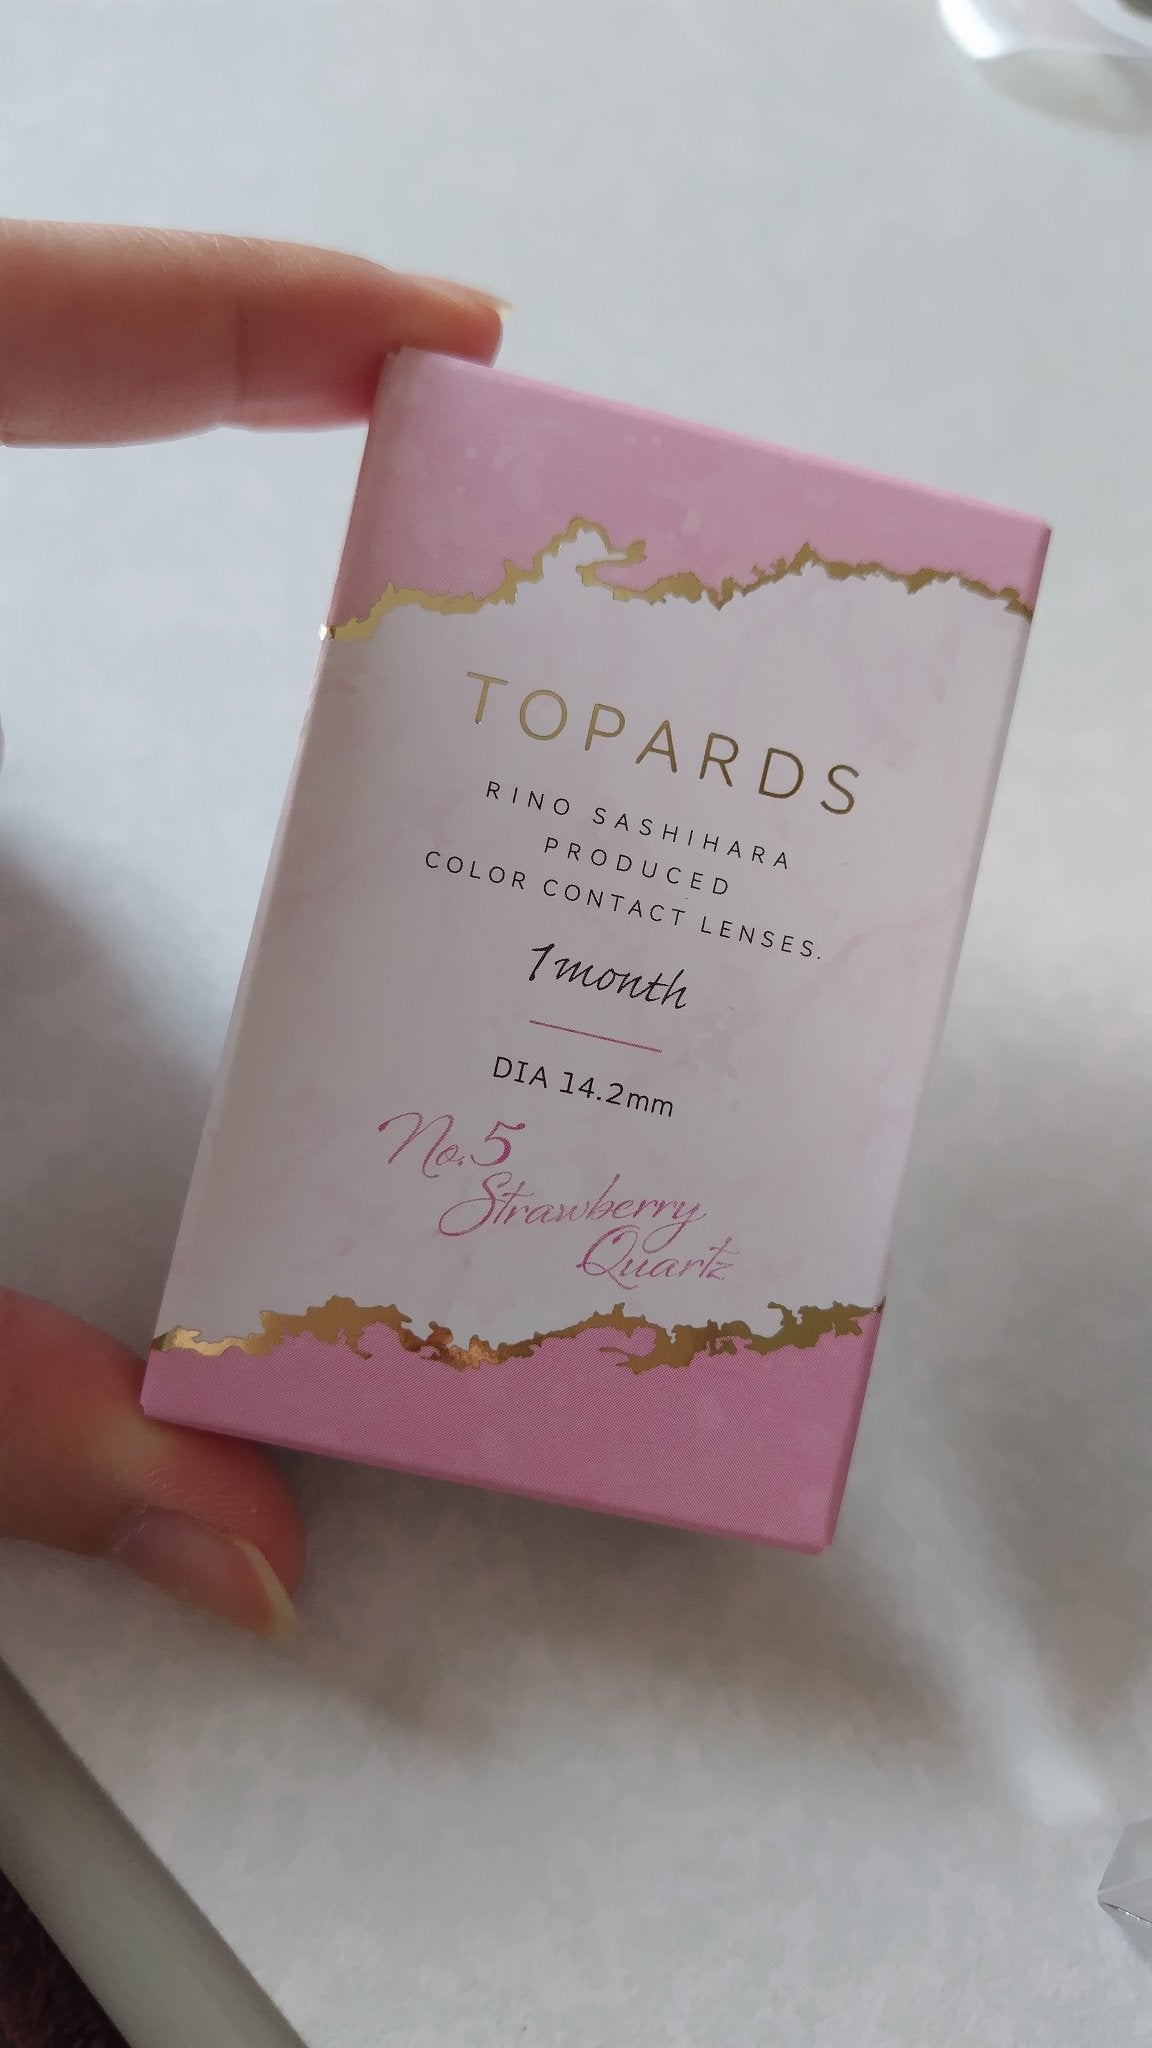 TOPARDS
RINO SASHIHARA
PRODUCED
COLOR CONTACT LENSES.
1month
DIA 14.2mm
No.5
Strawberry
Quartz